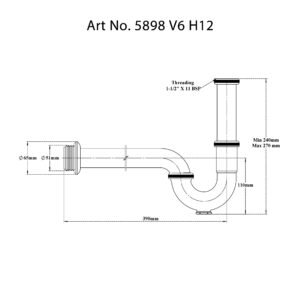 Art No. 5898 V6 H12
Threading
1-1/2" X 11 BSP
Min 240mm
Max 270 mm
∅65mm
∅51mm
110mm
390mm